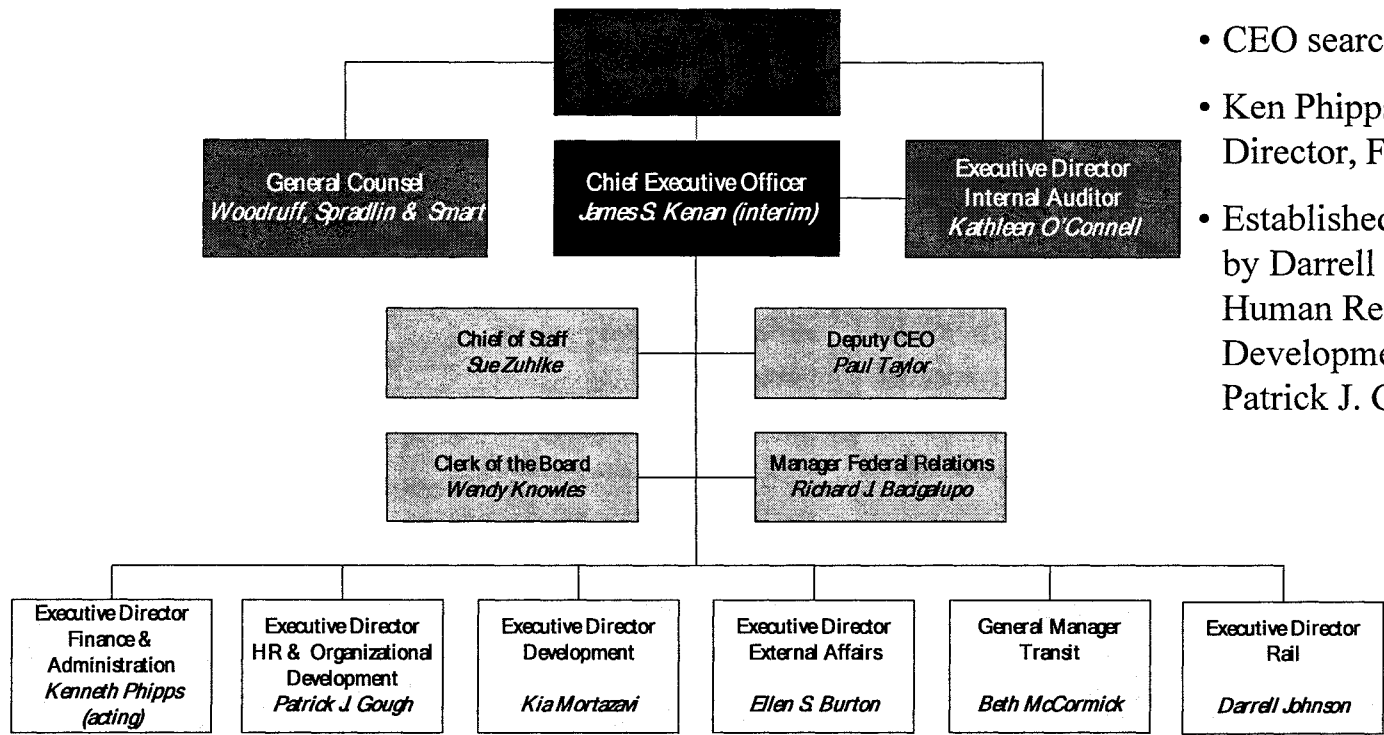 General Counsel
Woodruff, Spradlin & Smart
Chief Executive Officer
James S. Kenan (interim)
Executive Director
Internal Auditor
Kathleen O'Connell
Chief of Staff
Sue Zuhlke
Deputy CEO
Paul Taylor
Clerk of the Board
Wendy Knowles
Manager Federal Relations
Richard J. Bacigalupo
Executive Director
Finance &
Administration
Kenneth Phipps
(acting)
Executive Director
HR & Organizational
Development
Patrick J. Gough
Executive Director
Development
Kia Mortazavi
Executive Director
External Affairs
Ellen S. Burton
General Manager
Transit
Beth McCormick
Executive Director
Rail
Darrell Johnson
• CEO searc
• Ken Phipps
Director, F
• Established
by Darrell
Human Re
Developme
Patrick J. G